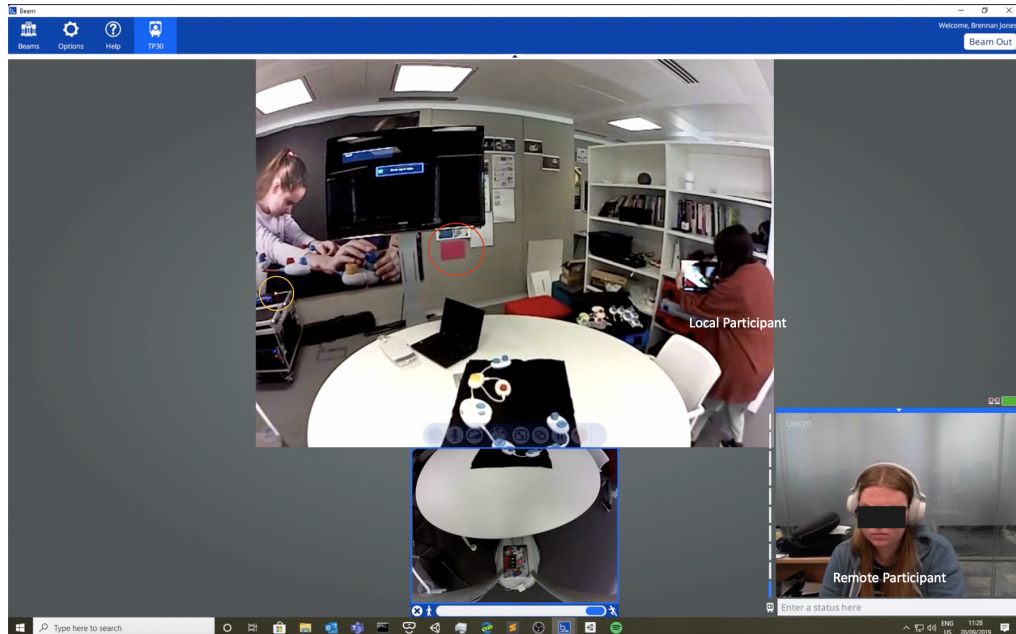 Beam
Beams
Options
Help
TP30
Welcome, Brennan Jones
Beam Out
Local Participant
beam
Remote Participant
Enter a status here
Type here to search
ENG
US
11:28
20/09/2019